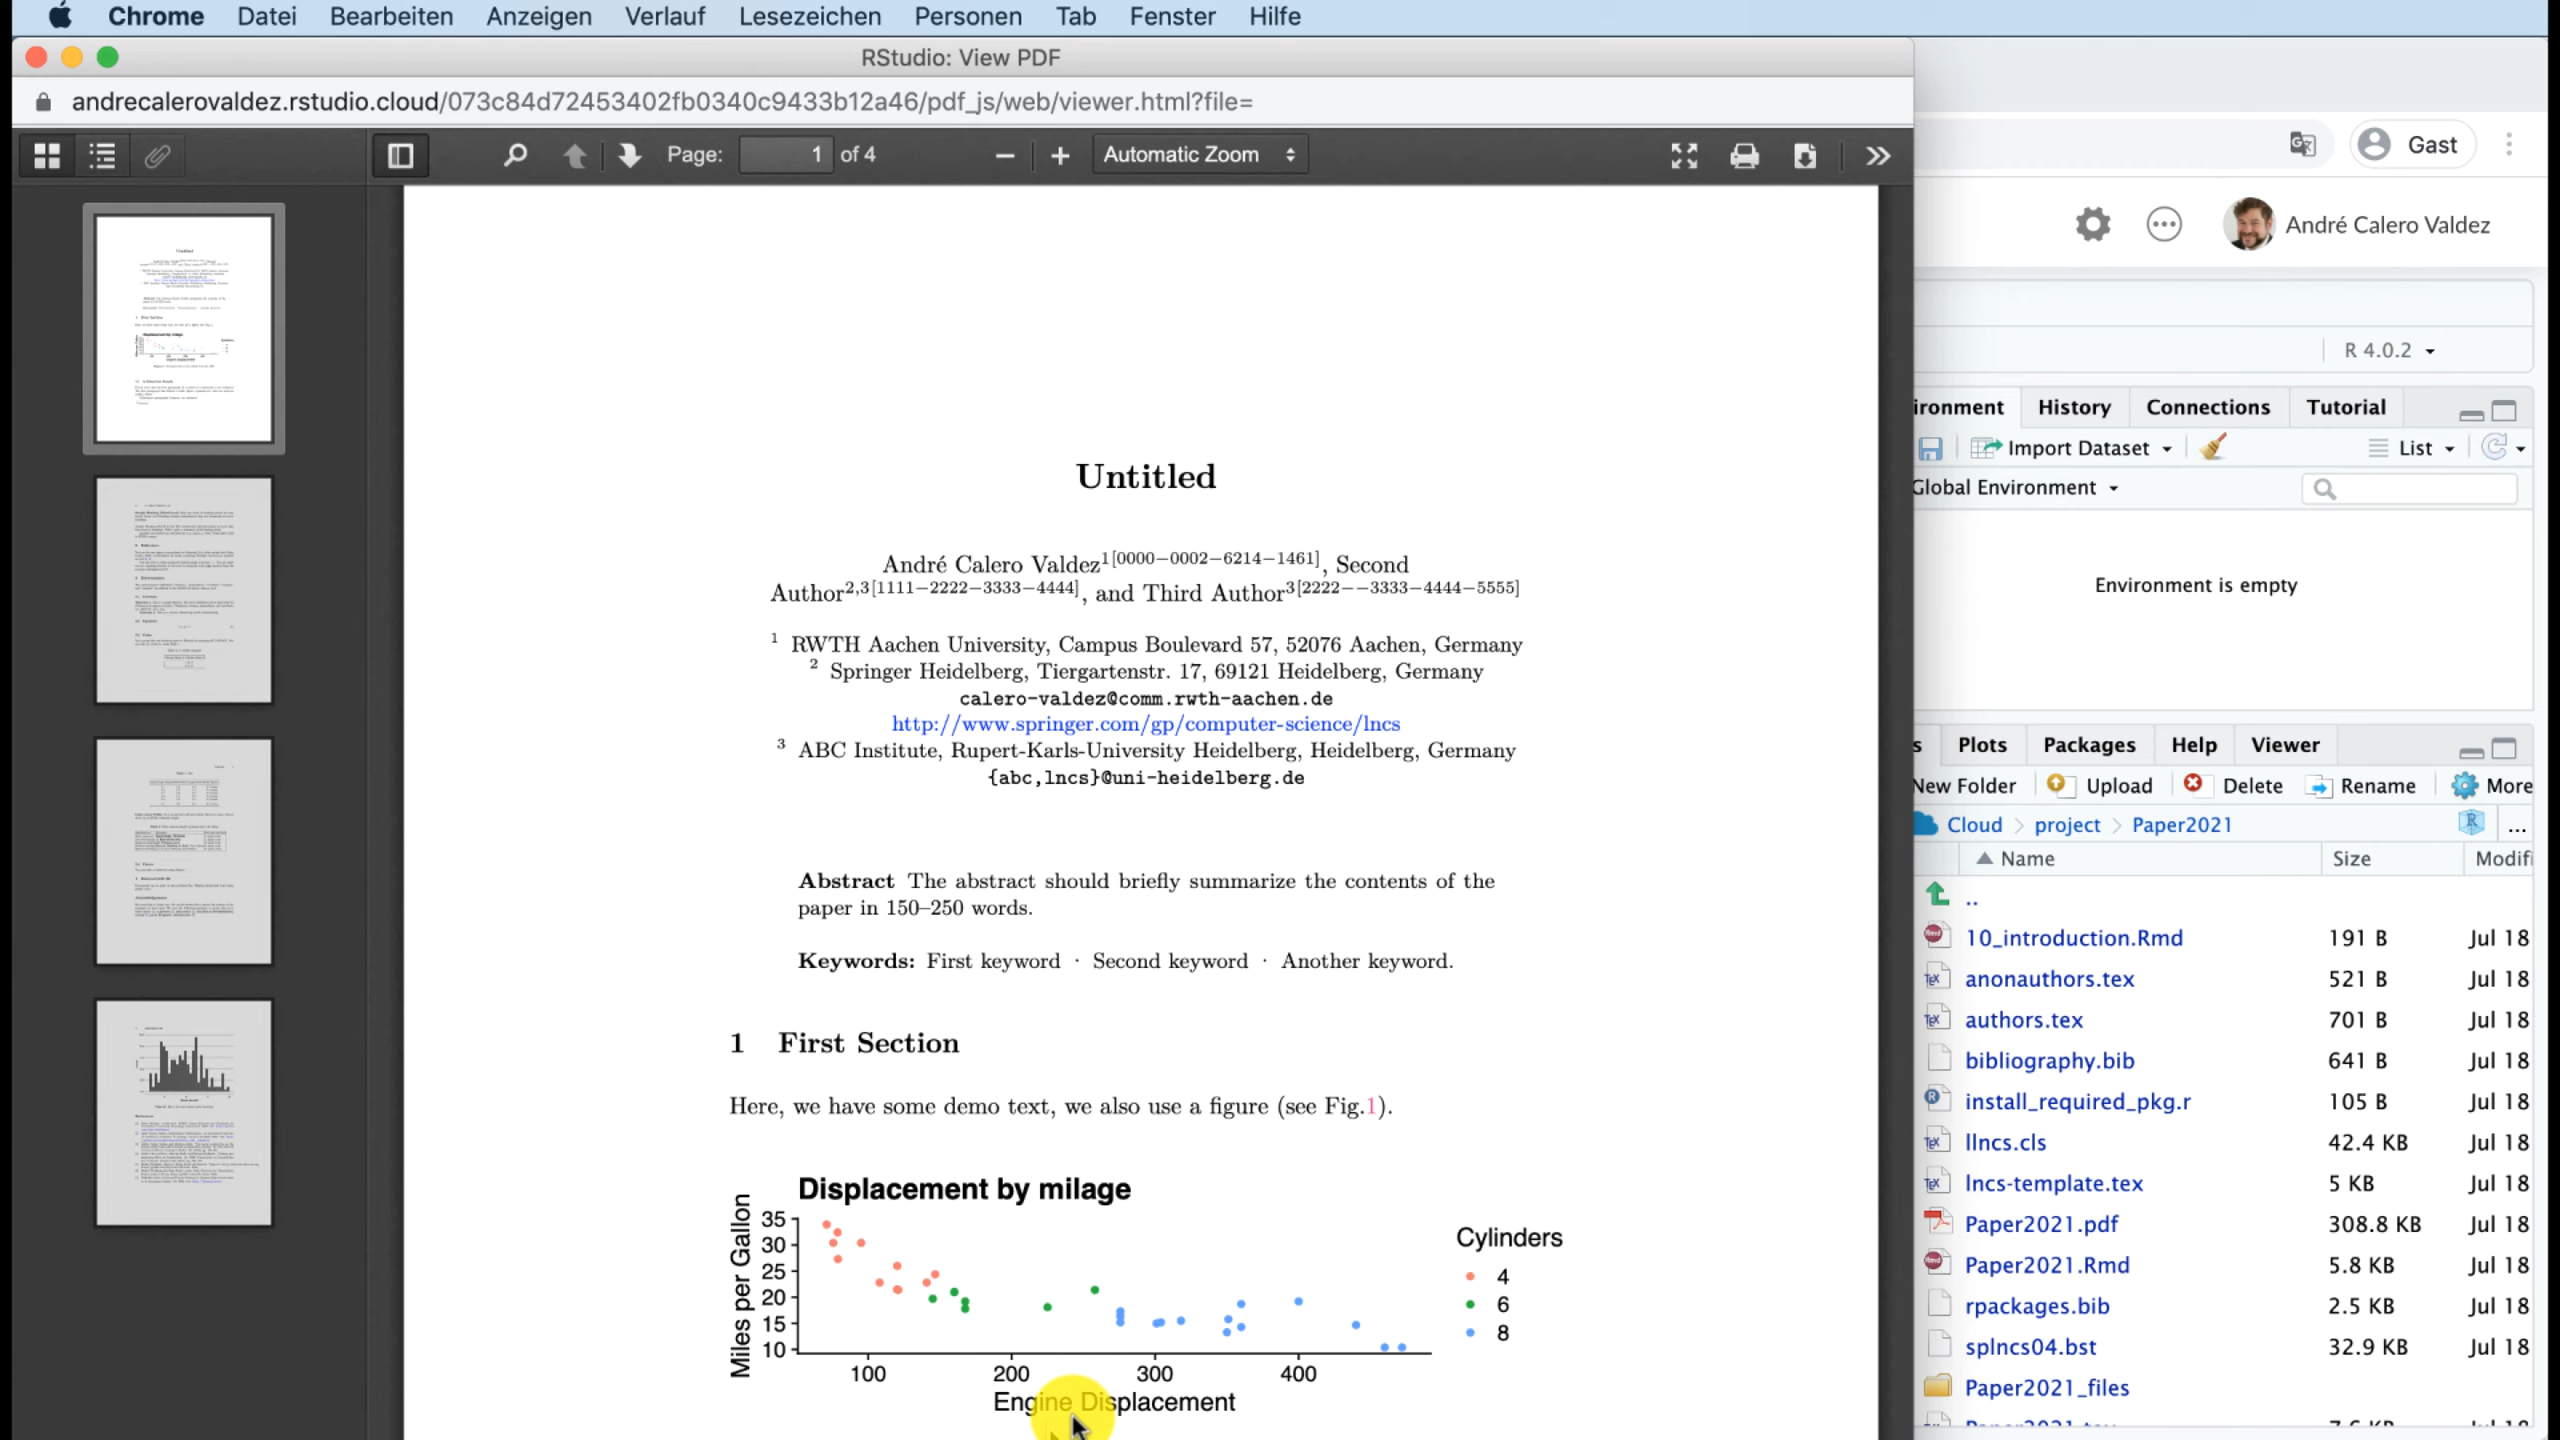 Chrome Datei Bearbeiten Anzeigen Verlauf Lesezeichen Personen Tab Fenster Hilfe
RStudio: View PDF
andrecalerovaldez.rstudio.cloud/073c84d72453402fb0340c9433b12a46/pdf_js/web/viewer.html?file=
Page: 1 of 4 Automatic Zoom
Gast
André Calero Valdez
R 4.0.2
ironment History Connections Tutorial
Import Dataset List
Global Environment
Environment is empty
s Plots Packages Help Viewer
New Folder Upload Delete Rename More
Cloud project Paper2021 ...
Name Size Modifi
..
10_introduction.Rmd 191 B Jul 18
anonauthors.tex 521 B Jul 18
authors.tex 701 B Jul 18
bibliography.bib 641 B Jul 18
install_required_pkg.r 105 B Jul 18
llncs.cls 42.4 KB Jul 18
lncs-template.tex 5 KB Jul 18
Paper2021.pdf 308.8 KB Jul 18
Paper2021.Rmd 5.8 KB Jul 18
rpackages.bib 2.5 KB Jul 18
splncs04.bst 32.9 KB Jul 18
Paper2021_files
Untitled
André Calero Valdez1[0000−0002−6214−1461], Second
Author2,3[1111−2222−3333−4444], and Third Author3[2222−−3333−4444−5555]
1 RWTH Aachen University, Campus Boulevard 57, 52076 Aachen, Germany
2 Springer Heidelberg, Tiergartenstr. 17, 69121 Heidelberg, Germany
calero-valdez@comm.rwth-aachen.de
http://www.springer.com/gp/computer-science/lncs
3 ABC Institute, Rupert-Karls-University Heidelberg, Heidelberg, Germany
{abc,lncs}@uni-heidelberg.de
Abstract The abstract should briefly summarize the contents of the
paper in 150–250 words.
Keywords: First keyword · Second keyword · Another keyword.
1 First Section
Here, we have some demo text, we also use a figure (see Fig.1).
Displacement by milage
Miles per Gallon
35
30
25
20
15
10
100 200 300 400
Engine Displacement
Cylinders
4
6
8